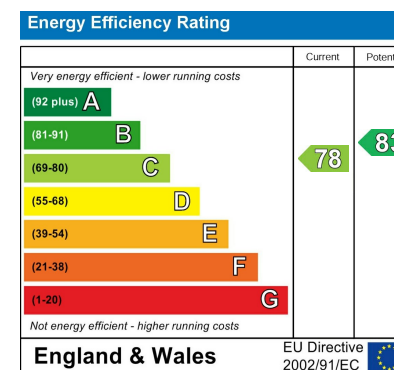 Energy Efficiency Rating
Current Potent
Very energy efficient - lower running costs
(92 plus) A
(81-91) B
(69-80) C
(55-68) D
(39-54) E
(21-38) F
(1-20) G
78
83
Not energy efficient - higher running costs
England & Wales
EU Directive
2002/91/EC